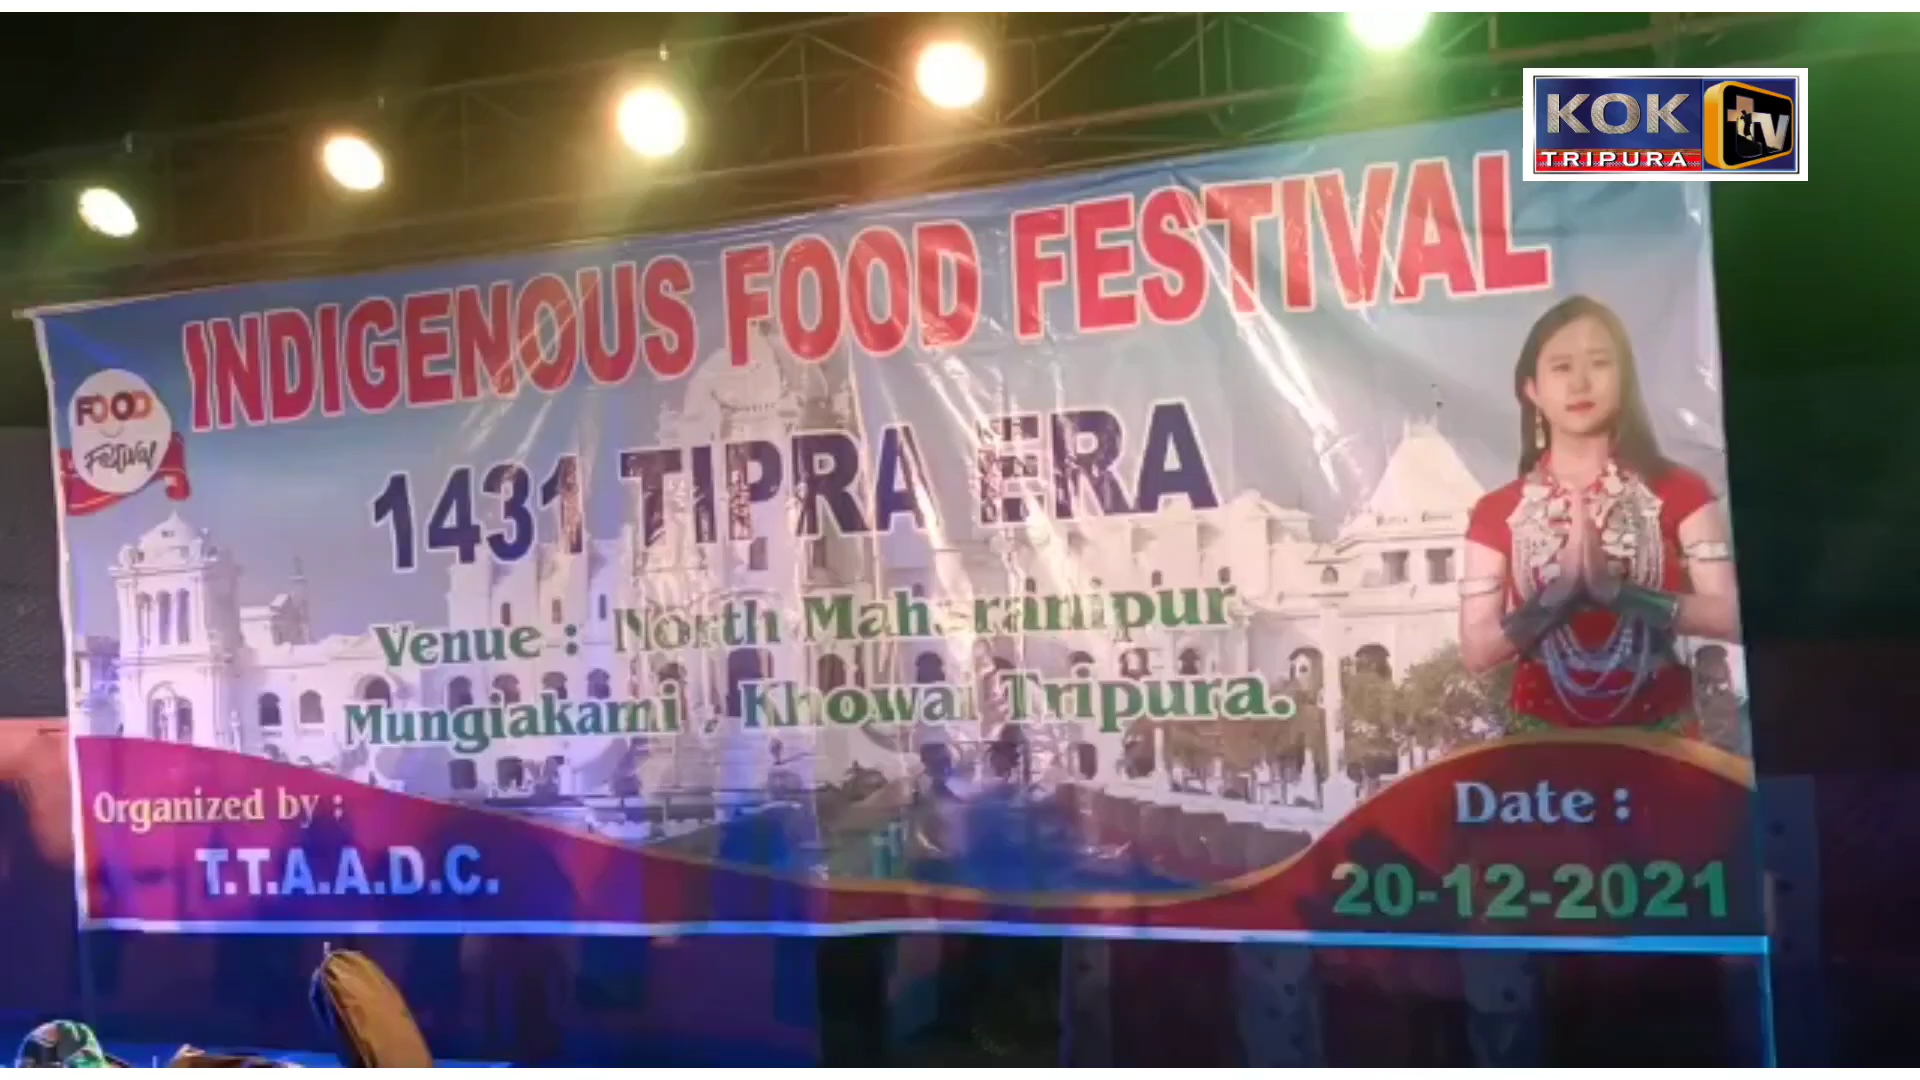 KOK
TRIPURA
tv
INDIGENOUS FOOD FESTIVAL
FOOD
Festival
1431 TIPRA ERA
Venue : North Maharanipur
Mungiakami , Khowai Tripura.
Organized by :
T.T.A.A.D.C.
Date :
20-12-2021